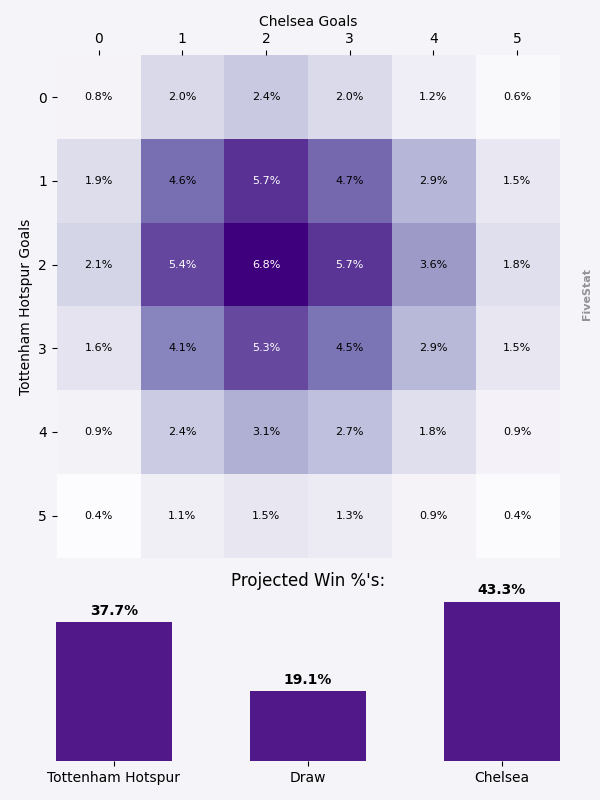 Chelsea Goals
0 1 2 3 4 5
0 0.8% 2.0% 2.4% 2.0% 1.2% 0.6%
1 1.9% 4.6% 5.7% 4.7% 2.9% 1.5%
2 2.1% 5.4% 6.8% 5.7% 3.6% 1.8%
3 1.6% 4.1% 5.3% 4.5% 2.9% 1.5%
4 0.9% 2.4% 3.1% 2.7% 1.8% 0.9%
5 0.4% 1.1% 1.5% 1.3% 0.9% 0.4%
Tottenham Hotspur Goals
FiveStat
Projected Win %'s:
37.7% 19.1% 43.3%
Tottenham Hotspur Draw Chelsea